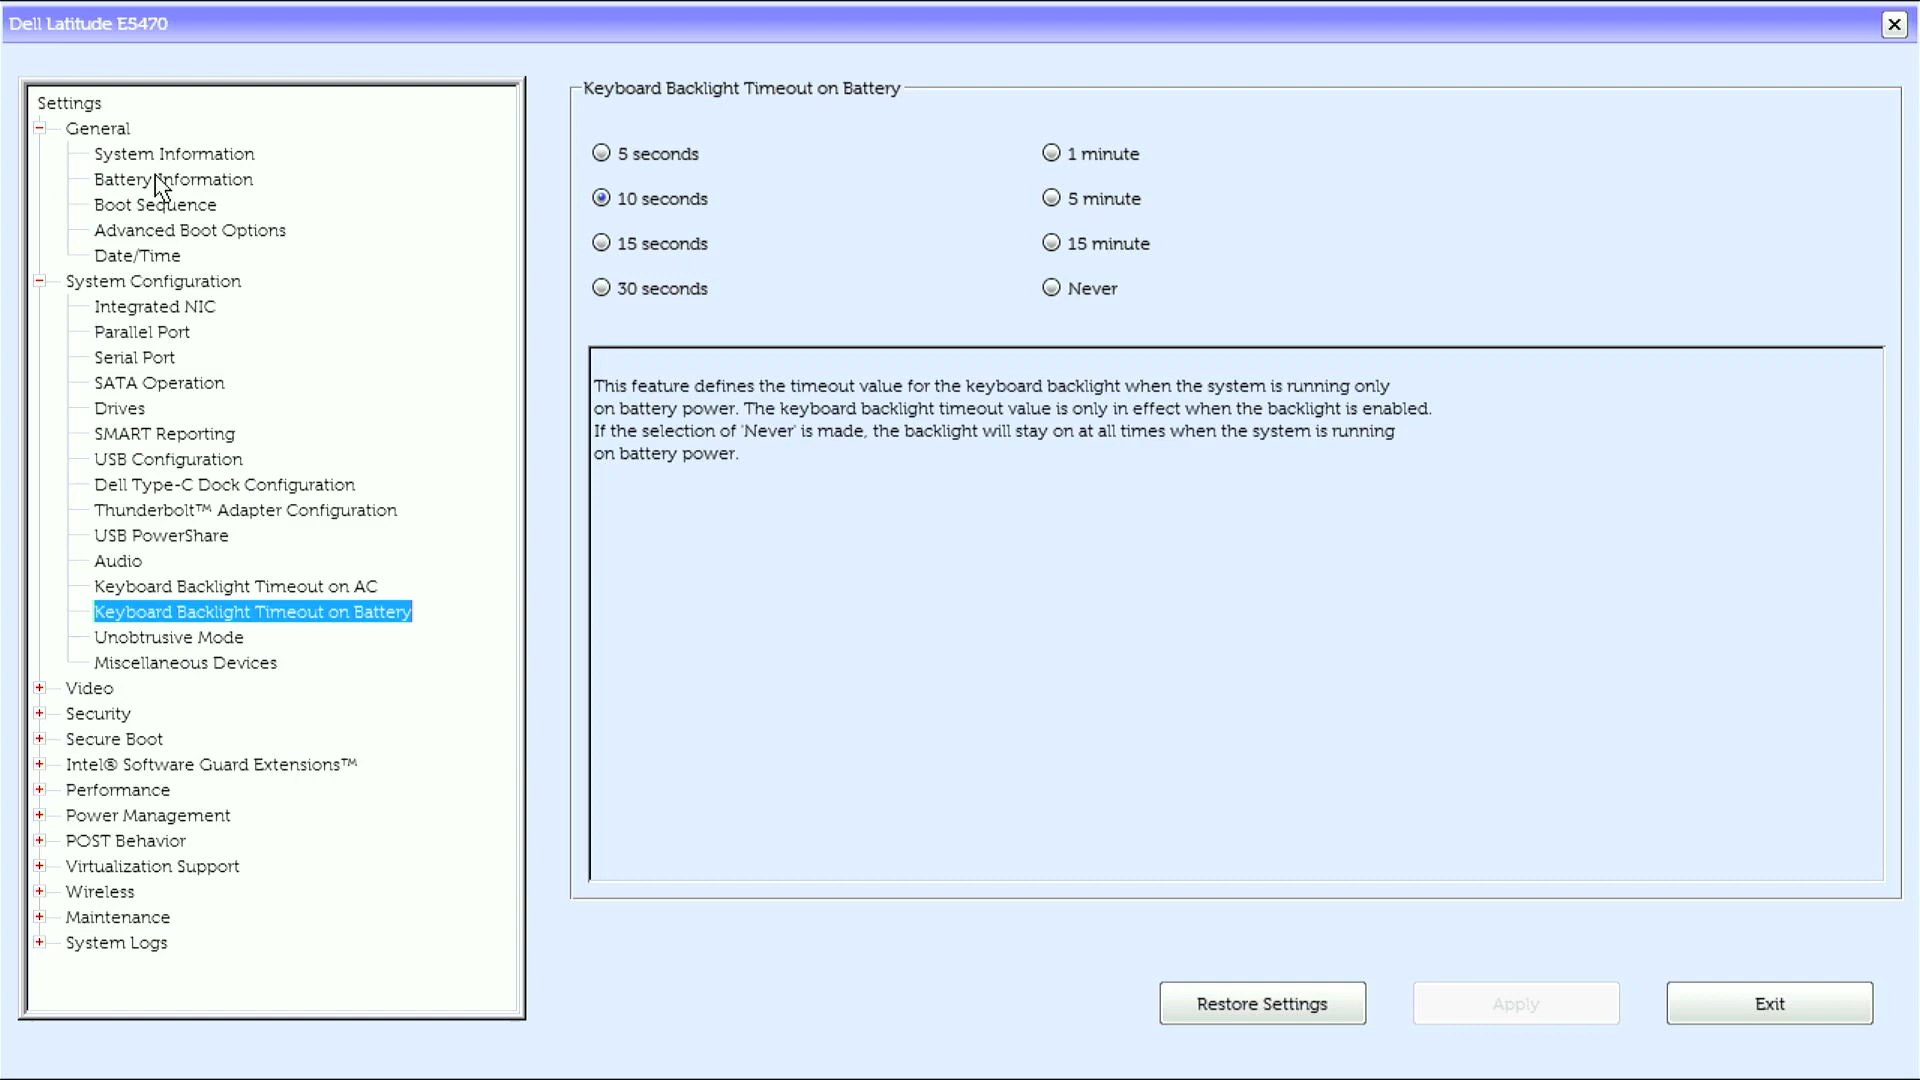 Dell Latitude E5470
Settings
General
System Information
Battery Information
Boot Sequence
Advanced Boot Options
Date/Time
System Configuration
Integrated NIC
Parallel Port
Serial Port
SATA Operation
Drives
SMART Reporting
USB Configuration
Dell Type-C Dock Configuration
Thunderbolt™ Adapter Configuration
USB PowerShare
Audio
Keyboard Backlight Timeout on AC
Keyboard Backlight Timeout on Battery
Unobtrusive Mode
Miscellaneous Devices
Video
Security
Secure Boot
Intel® Software Guard Extensions™
Performance
Power Management
POST Behavior
Virtualization Support
Wireless
Maintenance
System Logs
Keyboard Backlight Timeout on Battery
5 seconds
10 seconds
15 seconds
30 seconds
1 minute
5 minute
15 minute
Never
This feature defines the timeout value for the keyboard backlight when the system is running only
on battery power. The keyboard backlight timeout value is only in effect when the backlight is enabled.
If the selection of 'Never' is made, the backlight will stay on at all times when the system is running
on battery power.
Restore Settings
Apply
Exit